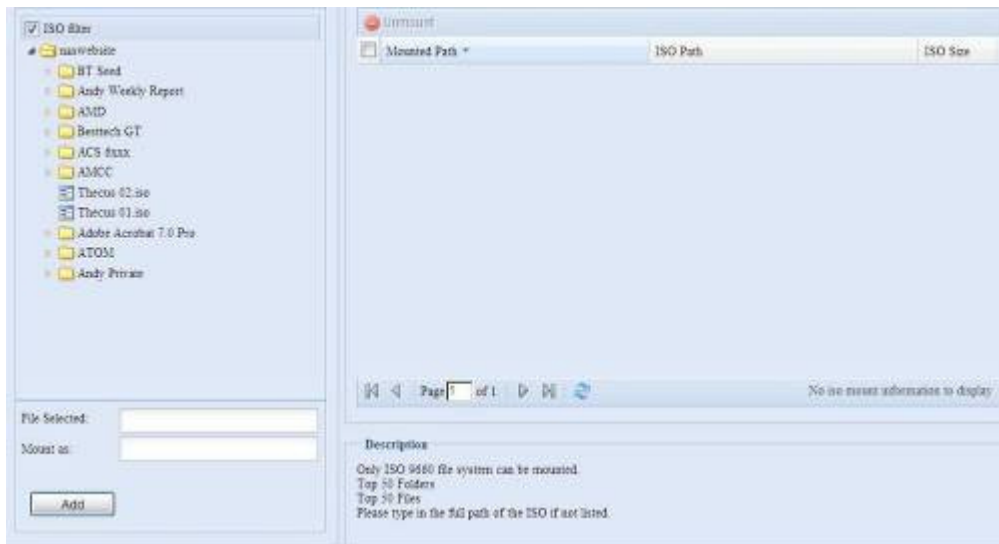 ISO filter
naswebsite
BT Seed
Andy Weekly Report
AMD
Besttech GT
ACS
AMCC
Thecus 02.iso
Thecus 01.iso
Adobe Acrobat 7.0 Pro
ATOM
Andy Private
File Selected:
Mount as:
Add
Unmount
Mounted Path ISO Path ISO Size
Page of 1 No iso mount information to display
Description
Only ISO 9660 file system can be mounted.
Top 50 Folders
Top 50 Files
Please type in the full path of the ISO if not listed.